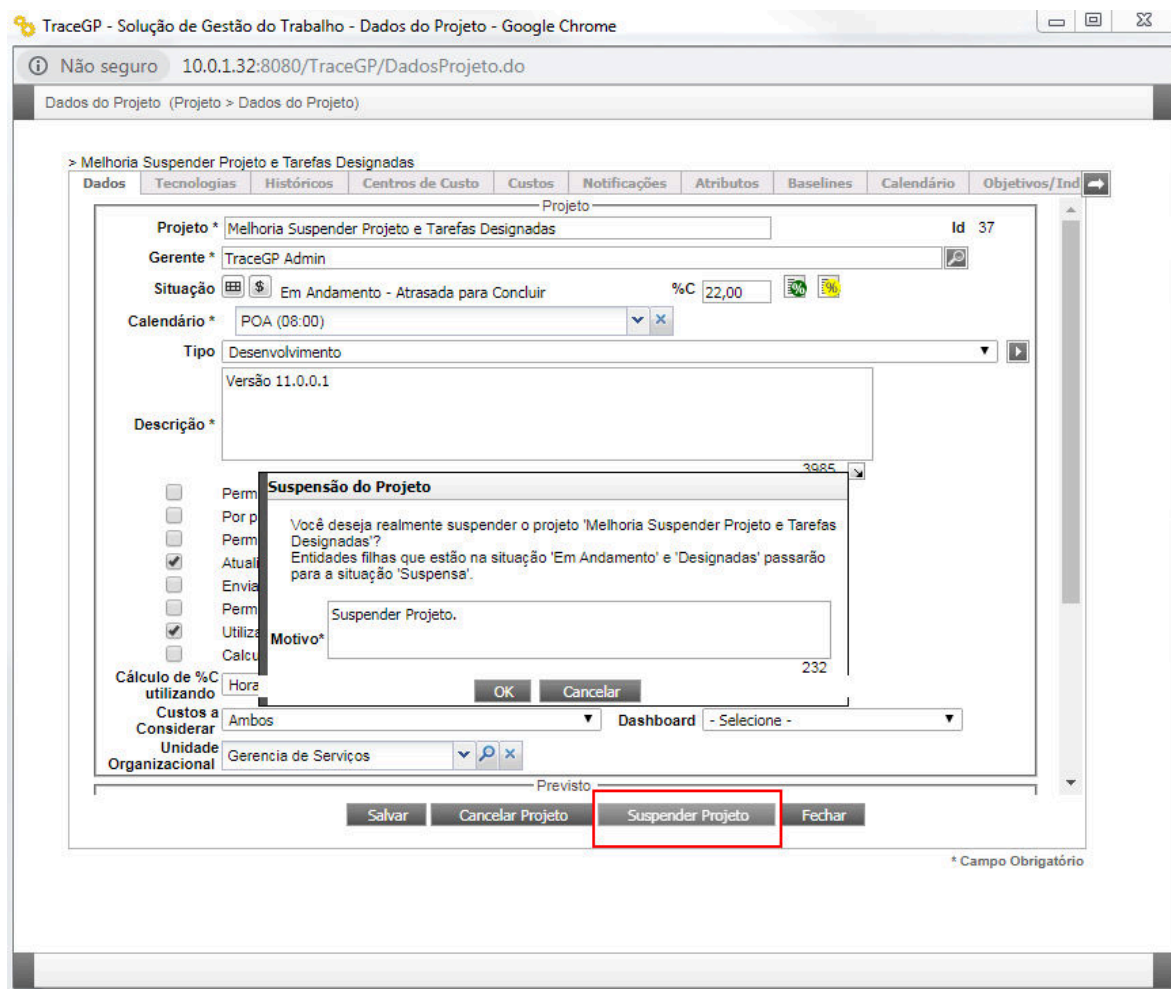 TraceGP - Solução de Gestão do Trabalho - Dados do Projeto - Google Chrome
Não seguro 10.0.1.32:8080/TraceGP/DadosProjeto.do
Dados do Projeto (Projeto > Dados do Projeto)
> Melhoria Suspender Projeto e Tarefas Designadas
Dados Tecnologias Históricos Centros de Custo Custos Notificações Atributos Baselines Calendário Objetivos/Ind
Projeto
Projeto * Melhoria Suspender Projeto e Tarefas Designadas Id 37
Gerente * TraceGP Admin
Situação $ Em Andamento - Atrasada para Concluir %C 22,00 % %
Calendário * POA (08:00)
Tipo Desenvolvimento
Versão 11.0.0.1
Descrição *
3985
Suspensão do Projeto
Perm
Por p
Você deseja realmente suspender o projeto 'Melhoria Suspender Projeto e Tarefas
Perm
Designadas'?
Atuali
Entidades filhas que estão na situação 'Em Andamento' e 'Designadas' passarão
para a situação 'Suspensa'.
Envia
Perm
Suspender Projeto.
Utiliza
Motivo*
Calcu
232
Cálculo de %C
utilizando Hora
OK Cancelar
Custos a
Considerar Ambos Dashboard - Selecione -
Unidade
Organizacional Gerencia de Serviços
Previsto
Salvar Cancelar Projeto Suspender Projeto Fechar
* Campo Obrigatório